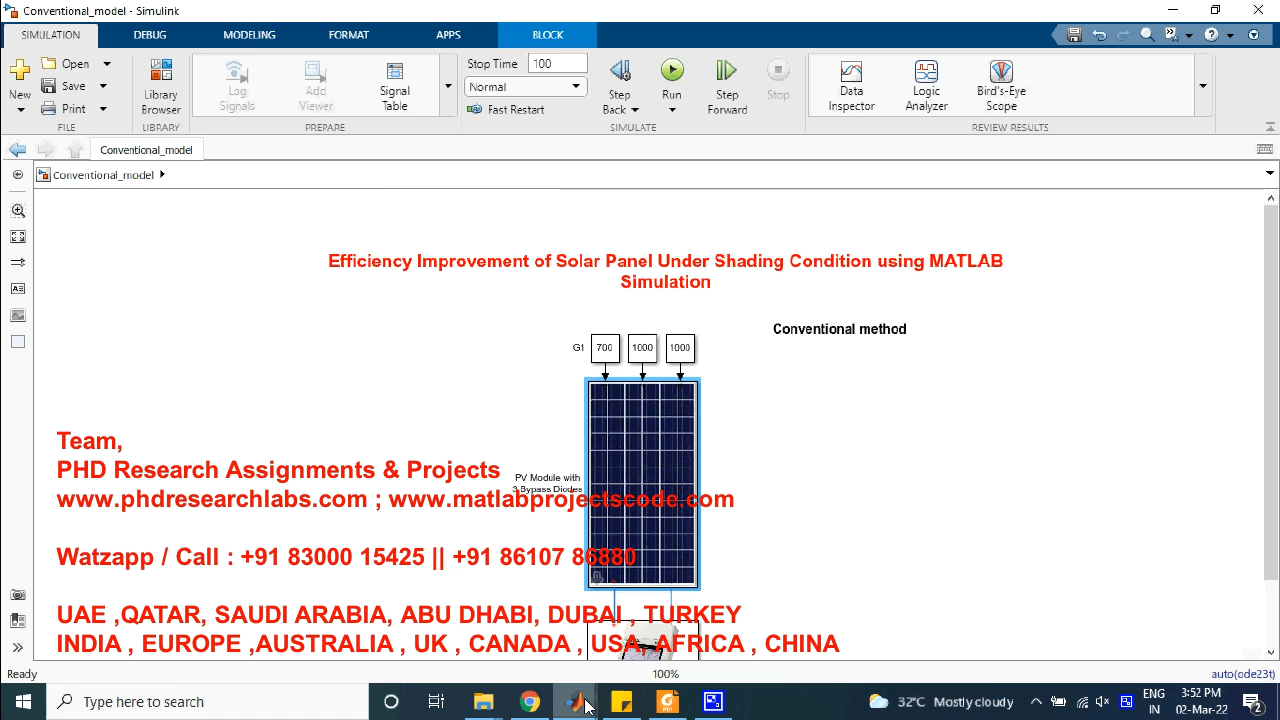 Conventional_model - Simulink
SIMULATION DEBUG MODELING FORMAT APPS BLOCK
New
Open
Save
Print
FILE
Library Browser
LIBRARY
Log Signals
Add Viewer
Signal Table
PREPARE
Stop Time 100
Normal
Fast Restart
Step Back
Run
Step Forward
Stop
SIMULATE
Data Inspector
Logic Analyzer
Bird's-Eye Scope
REVIEW RESULTS
Conventional_model
Conventional_model
Efficiency Improvement of Solar Panel Under Shading Condition using MATLAB
Simulation
Conventional method
G1 700 1000 1000
PV Module with
3 Bypass Diodes
Team,
PHD Research Assignments & Projects
www.phdresearchlabs.com ; www.matlabprojectscode.com
Watzapp / Call : +91 83000 15425 || +91 86107 86880
UAE ,QATAR, SAUDI ARABIA, ABU DHABI, DUBAI , TURKEY
INDIA , EUROPE ,AUSTRALIA , UK , CANADA , USA, AFRICA , CHINA
Ready 100% auto(ode23t)
Type here to search
32°C Mostly cloudy
ENG
IN
3:52 PM
02-Mar-22
2